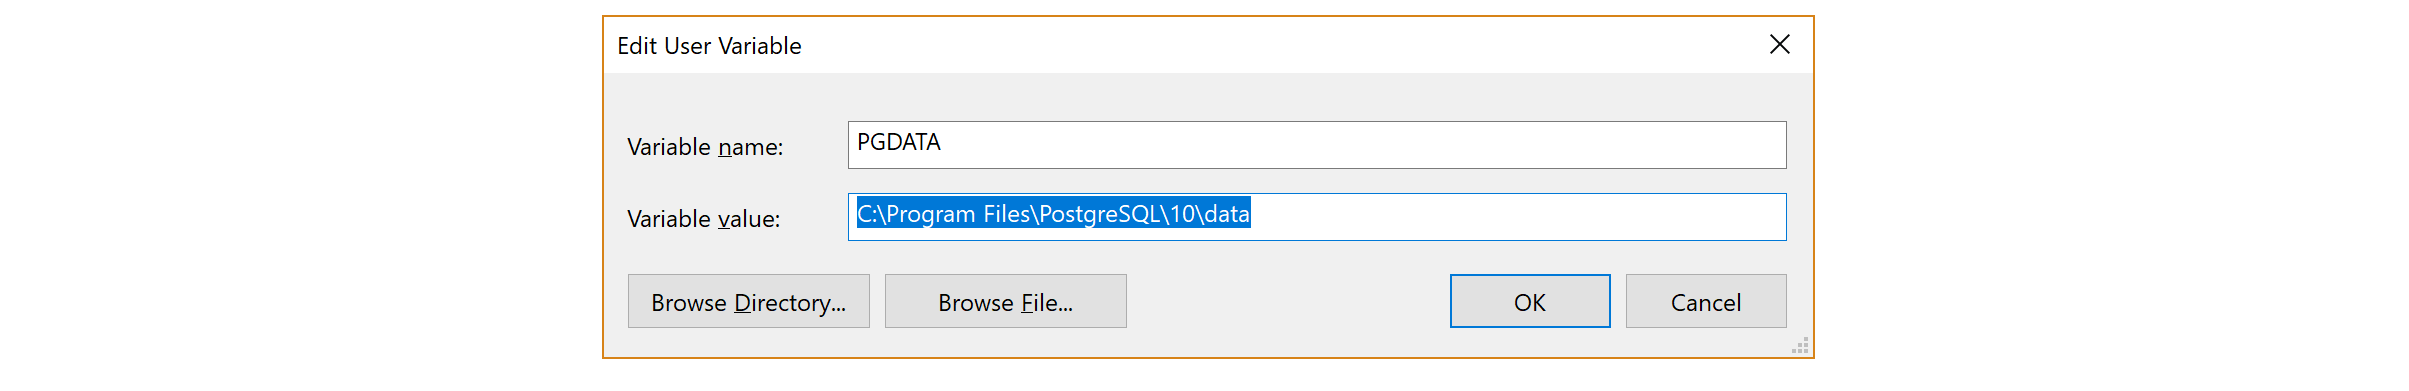 Edit User Variable
Variable name: PGDATA
Variable value: C:\Program Files\PostgreSQL\10\data
Browse Directory... Browse File... OK Cancel